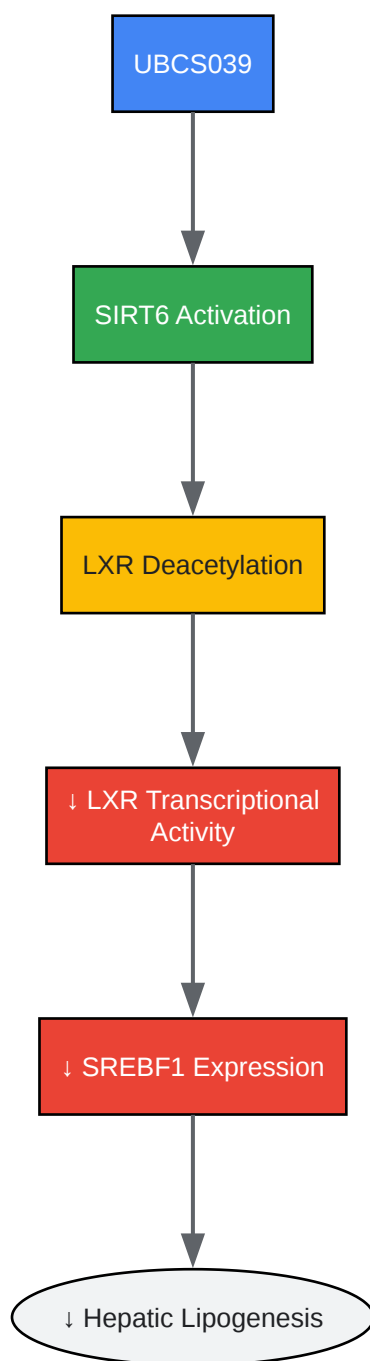 UBCS039
SIRT6 Activation
LXR Deacetylation
↓ LXR Transcriptional
Activity
↓ SREBF1 Expression
↓ Hepatic Lipogenesis